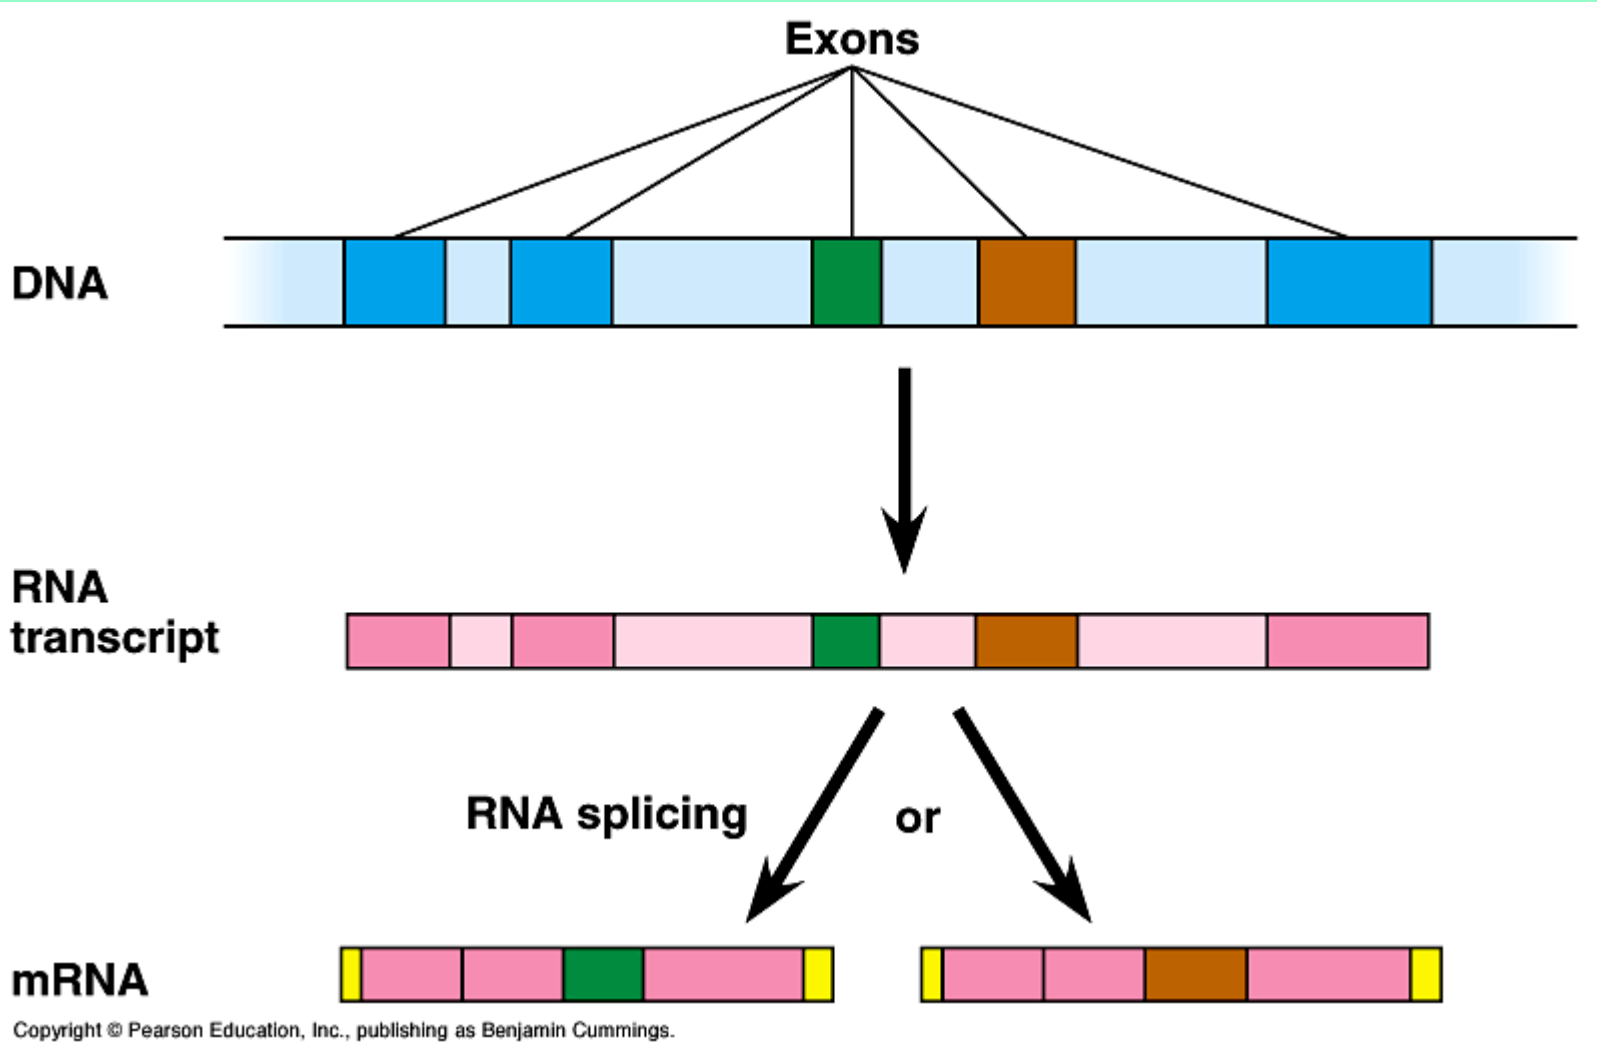 Exons
DNA
RNA
transcript
RNA splicing
or
mRNA
Copyright © Pearson Education, Inc., publishing as Benjamin Cummings.